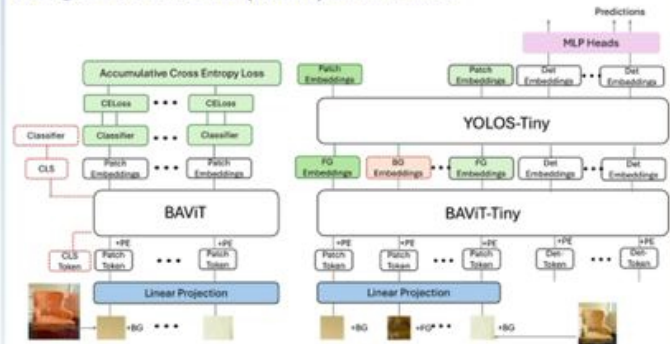 Predictions
MLP Heads
Accumulative Cross Entropy Loss
Patch Embeddings
Patch Embeddings
Det Embeddings
Det Embeddings
CELoss
CELoss
YOLOS-Tiny
Classifier
Classifier
Classifier
CLS
Patch Embeddings
Patch Embeddings
FG Embeddings
BG Embeddings
FG Embeddings
Det Embeddings
Det Embeddings
BAViT
BAViT-Tiny
+PE
+PE
+PE
+PE
+PE
+PE
+PE
CLS Token
Patch Token
Patch Token
Patch Token
Patch Token
Patch Token
Det-Token
Det-Token
Linear Projection
Linear Projection
+BG
+BG
+FG
+BG